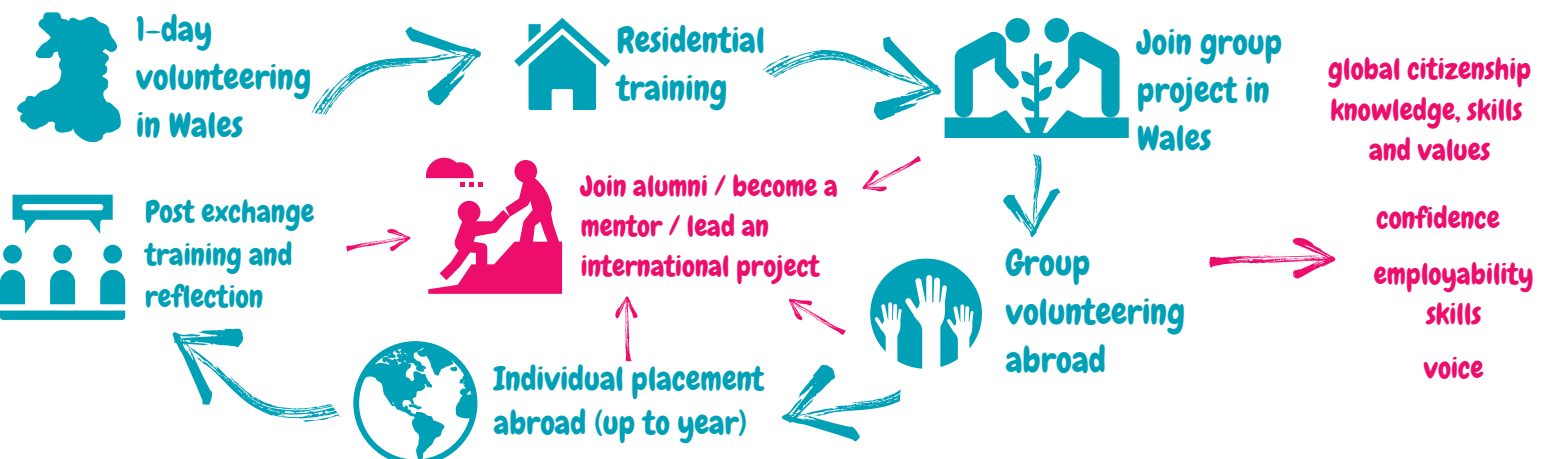 1-day
volunteering
in Wales
Residential
training
Join group
project in
Wales
global citizenship
knowledge, skills
and values
confidence
employability
skills
voice
Group
volunteering
abroad
Individual placement
abroad (up to year)
Post exchange
training and
reflection
Join alumni / become a
mentor / lead an
international project